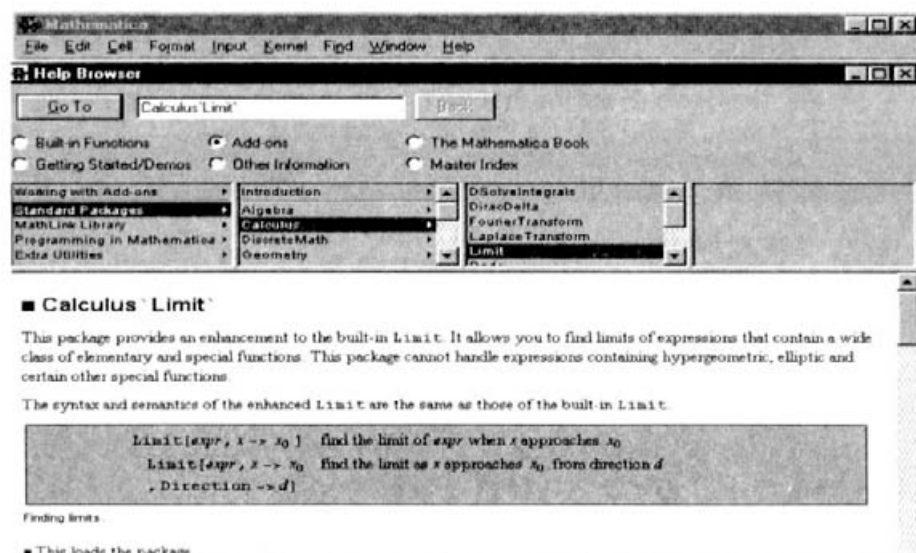 Mathematica
File Edit Cell Format Input Kernel Find Window Help
Help Browser
Go To Calculus`Limit` Back
Built-in Functions Add-ons The Mathematica Book
Getting Started/Demos Other Information Master Index
Working with Add-ons Introduction DSolveIntegrals
Standard Packages Algebra DiracDelta
MathLink Library Calculus FourierTransform
Programming in Mathematica DiscreteMath LaplaceTransform
Extra Utilities Geometry Limit
■ Calculus`Limit`
This package provides an enhancement to the built-in Limit. It allows you to find limits of expressions that contain a wide
class of elementary and special functions. This package cannot handle expressions containing hypergeometric, elliptic and
certain other special functions.
The syntax and semantics of the enhanced Limit are the same as those of the built-in Limit.
Limit[expr, x -> x₀ ] find the limit of expr when x approaches x₀
Limit[expr, x -> x₀ find the limit as x approaches x₀ from direction d
, Direction -> d]
Finding limits.
■ This loads the package.